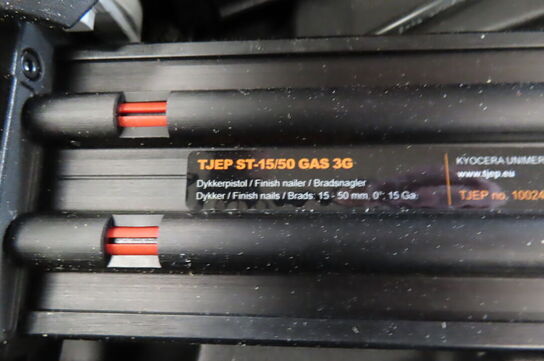 TJEP ST-15/50 GAS 3G
Dykkerpistol / Finish nailer / Bradsnagler
Dykker / Finish nails / Brads: 15 - 50 mm, 0°, 15 Ga.
KYOCERA UNIMER
www.tjep.eu
TJEP no. 10024